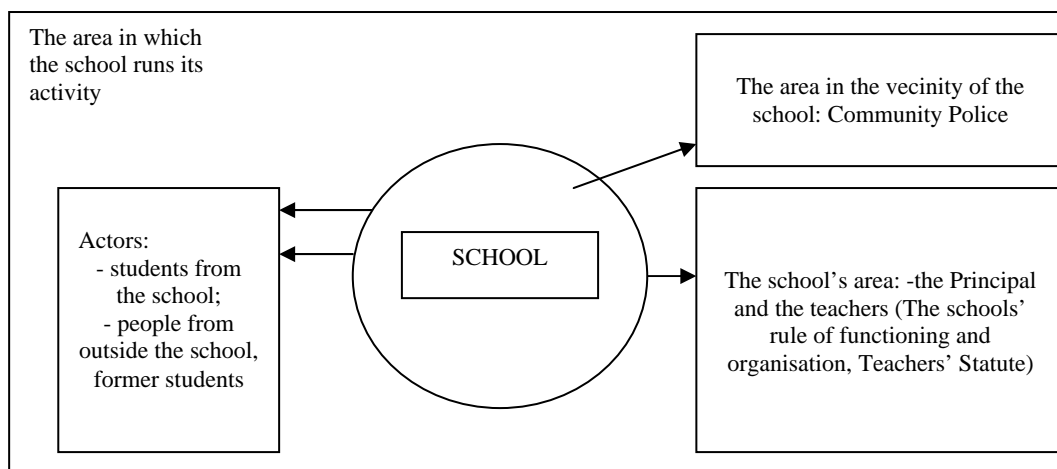 The area in which
the school runs its
activity
The area in the vecinity of the
school: Community Police
Actors:
- students from
the school;
- people from
outside the school,
former students
SCHOOL
The school's area: -the Principal
and the teachers (The schools'
rule of functioning and
organisation, Teachers' Statute)